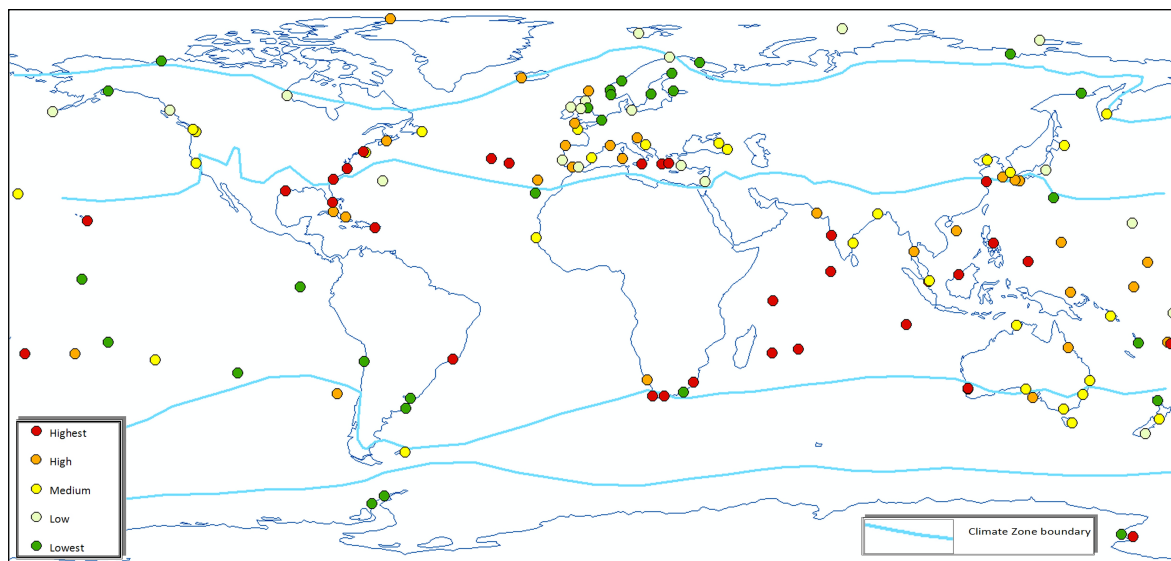 Highest
High
Medium
Low
Lowest
Climate Zone boundary